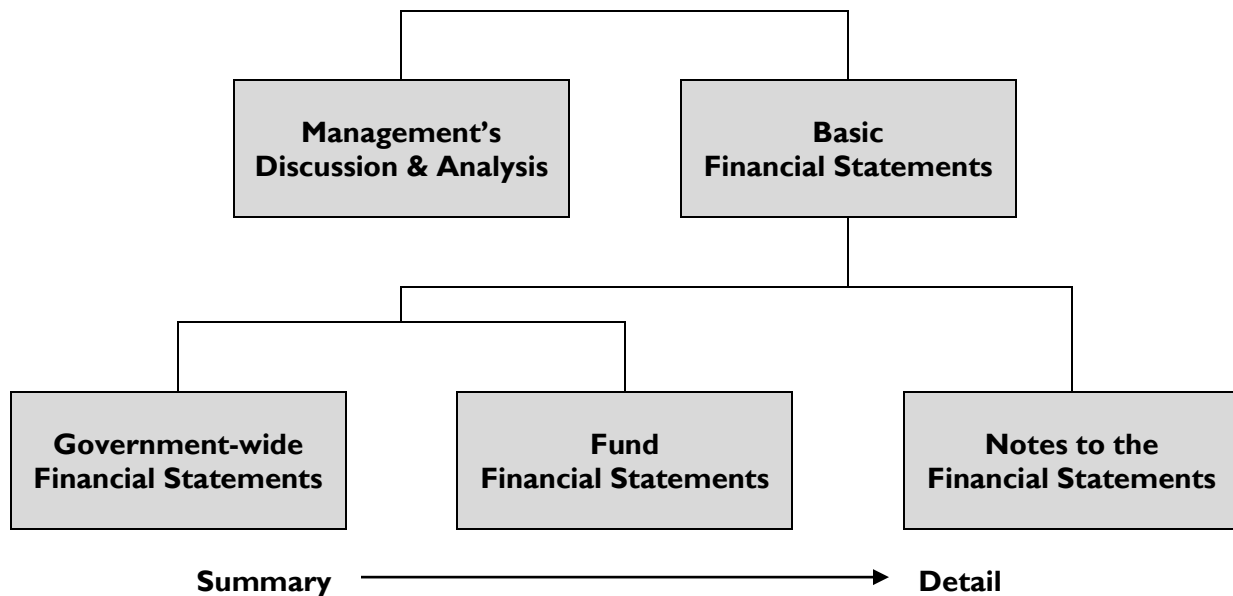 Management’s
Discussion & Analysis
Basic
Financial Statements
Government-wide
Financial Statements
Fund
Financial Statements
Notes to the
Financial Statements
Summary
Detail